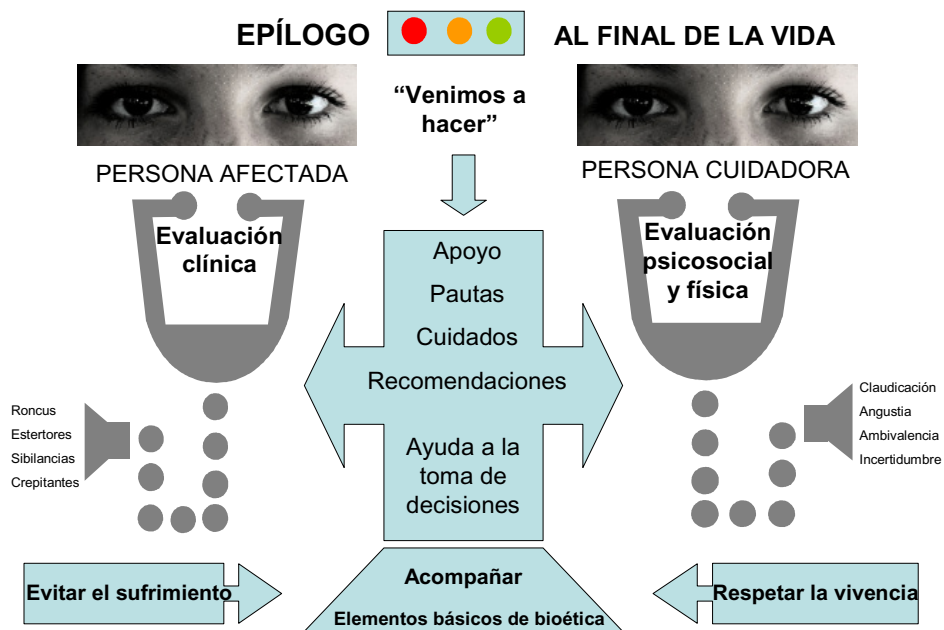 EPÍLOGO
AL FINAL DE LA VIDA
“Venimos a
hacer”
PERSONA AFECTADA
PERSONA CUIDADORA
Evaluación
clínica
Evaluación
psicosocial
y física
Apoyo
Pautas
Cuidados
Recomendaciones
Ayuda a la
toma de
decisiones
Roncus
Estertores
Sibilancias
Crepitantes
Claudicación
Angustia
Ambivalencia
Incertidumbre
Evitar el sufrimiento
Acompañar
Elementos básicos de bioética
Respetar la vivencia